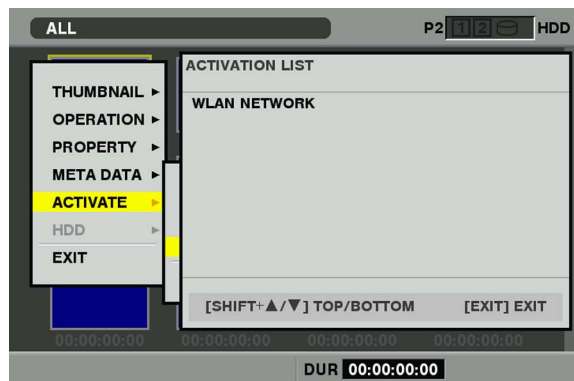 ALL
P2 1 2 HDD
THUMBNAIL ►
OPERATION ►
PROPERTY ►
META DATA ►
ACTIVATE ►
HDD ►
EXIT
ACTIVATION LIST
WLAN NETWORK
[SHIFT+▲/▼] TOP/BOTTOM [EXIT] EXIT
00:00:00:00 00:00:00:00 00:00:00:00 00:00:00:00
DUR 00:00:00:00